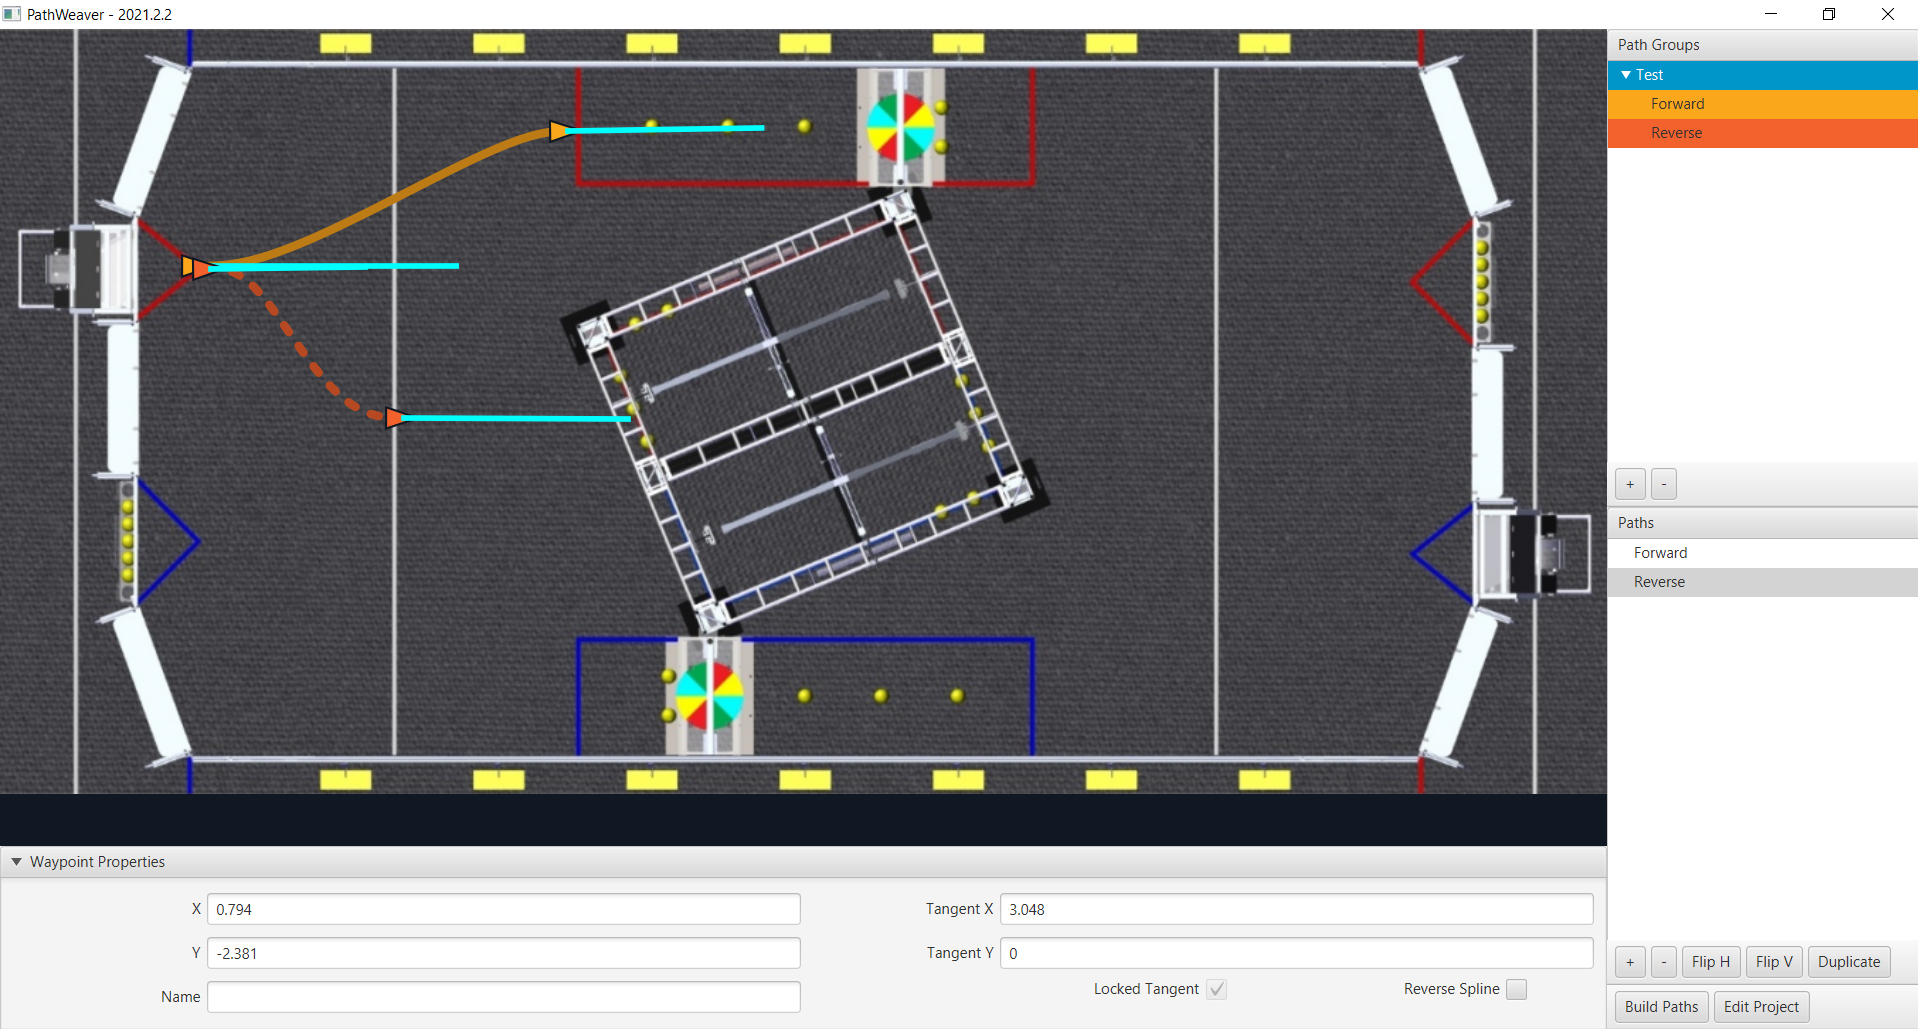 PathWeaver - 2021.2.2
Path Groups
Test
Forward
Reverse
+ -
Paths
Forward
Reverse
Waypoint Properties
X 0.794 Tangent X 3.048
Y -2.381 Tangent Y 0
Name Locked Tangent Reverse Spline
+ - Flip H Flip V Duplicate
Build Paths Edit Project